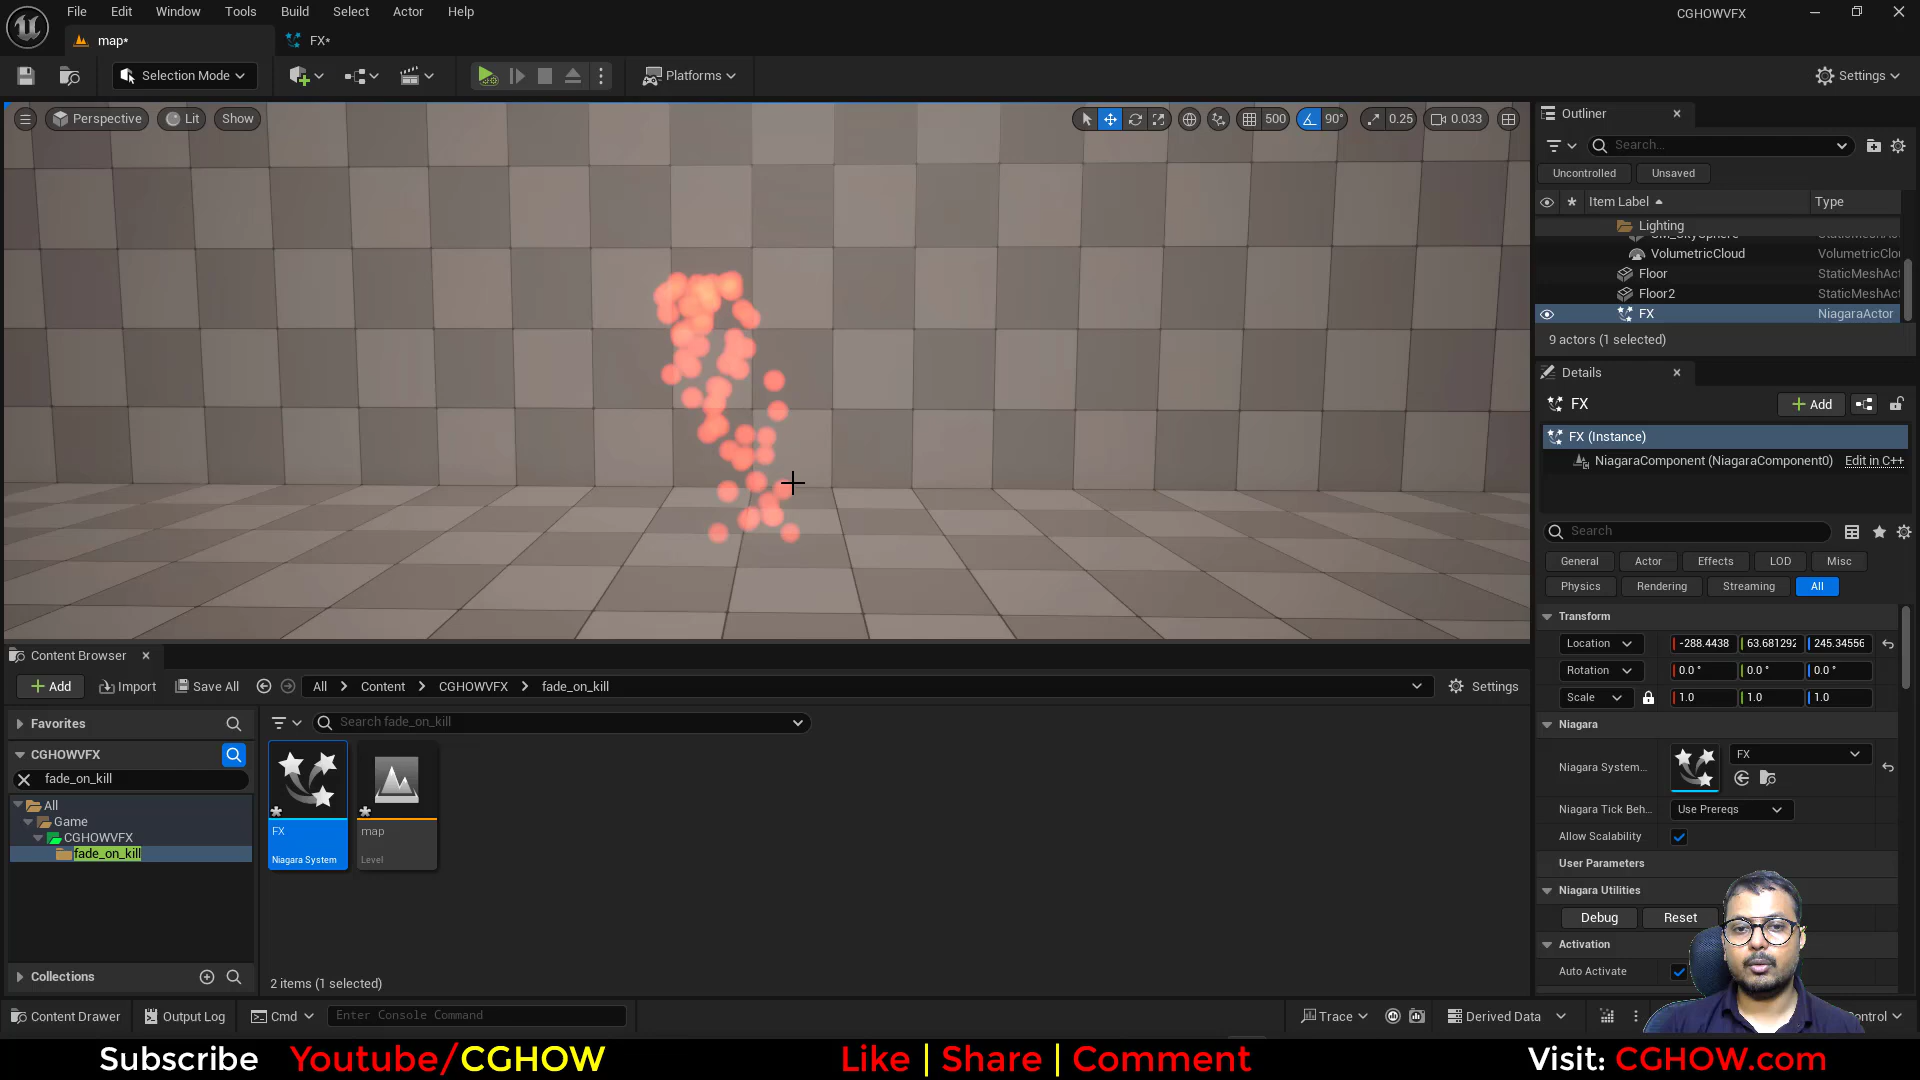 File Edit Window Tools Build Select Actor Help
CGHOWVFX
map*
FX*
Selection Mode
Platforms
Settings
Perspective
Lit
Show
500
90°
0.25
0.033
Outliner
Search...
Uncontrolled
Unsaved
Item Label
Type
Lighting
SM_SkySphere StaticMeshAct
VolumetricCloud VolumetricClou
Floor StaticMeshAct
Floor2 StaticMeshAct
FX NiagaraActor
9 actors (1 selected)
Details
FX
Add
FX (Instance)
NiagaraComponent (NiagaraComponent0) Edit in C++
Search
General
Actor
Effects
LOD
Misc
Physics
Rendering
Streaming
All
Transform
Location -288.4438 63.681292 245.34556
Rotation 0.0 ° 0.0 ° 0.0 °
Scale 1.0 1.0 1.0
Niagara
Niagara System... FX
Niagara Tick Beh... Use Prereqs
Allow Scalability
User Parameters
Niagara Utilities
Debug
Reset
Activation
Auto Activate
Content Browser
Add
Import
Save All
All
Content
CGHOWVFX
fade_on_kill
Settings
Favorites
CGHOWVFX
fade_on_kill
All
Game
CGHOWVFX
fade_on_kill
Collections
Search fade_on_kill
FX
Niagara System
map
Level
2 items (1 selected)
Content Drawer
Output Log
Cmd
Enter Console Command
Trace
Derived Data
ontrol
Subscribe Youtube/CGHOW
Like | Share | Comment
Visit: CGHOW.com